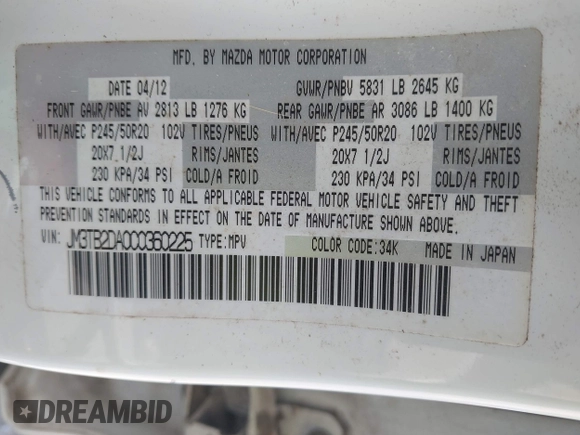 MFD. BY MAZDA MOTOR CORPORATION
DATE 04/12 GVWR/PNBV 5831 LB 2645 KG
FRONT GAWR/PNBE AV 2813 LB 1276 KG REAR GAWR/PNBE AR 3086 LB 1400 KG
WITH/AVEC P245/50R20 102V TIRES/PNEUS WITH/AVEC P245/50R20 102V TIRES/PNEUS
20X7 1/2J RIMS/JANTES 20X7 1/2J RIMS/JANTES
230 KPA/34 PSI COLD/A FROID 230 KPA/34 PSI COLD/A FROID
THIS VEHICLE CONFORMS TO ALL APPLICABLE FEDERAL MOTOR VEHICLE SAFETY AND THEFT
PREVENTION STANDARDS IN EFFECT ON THE DATE OF MANUFACTURE SHOWN ABOVE.
VIN: JM3TB2DA0C0350225 TYPE:MPV COLOR CODE:34K MADE IN JAPAN
DREAMBID